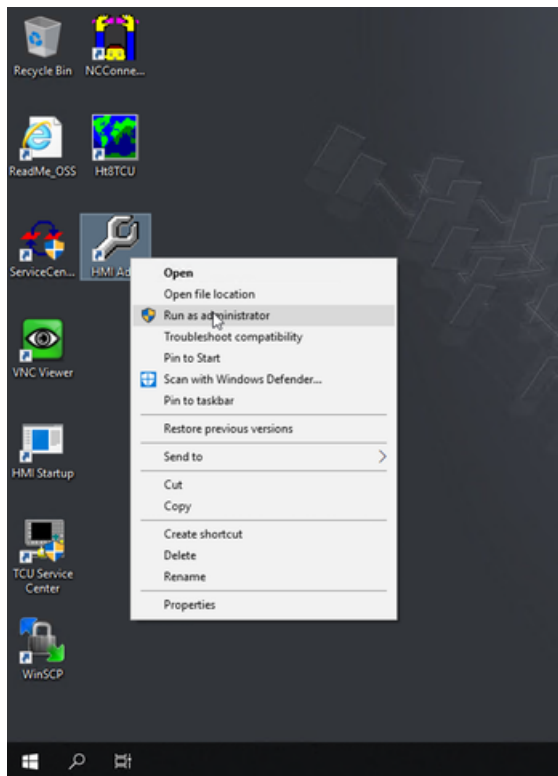 Recycle Bin
NCConne...
ReadMe_OSS
Ht8TCU
ServiceCen...
HMI Ad
VNC Viewer
HMI Startup
TCU Service
Center
WinSCP
Open
Open file location
Run as administrator
Troubleshoot compatibility
Pin to Start
Scan with Windows Defender...
Pin to taskbar
Restore previous versions
Send to
Cut
Copy
Create shortcut
Delete
Rename
Properties